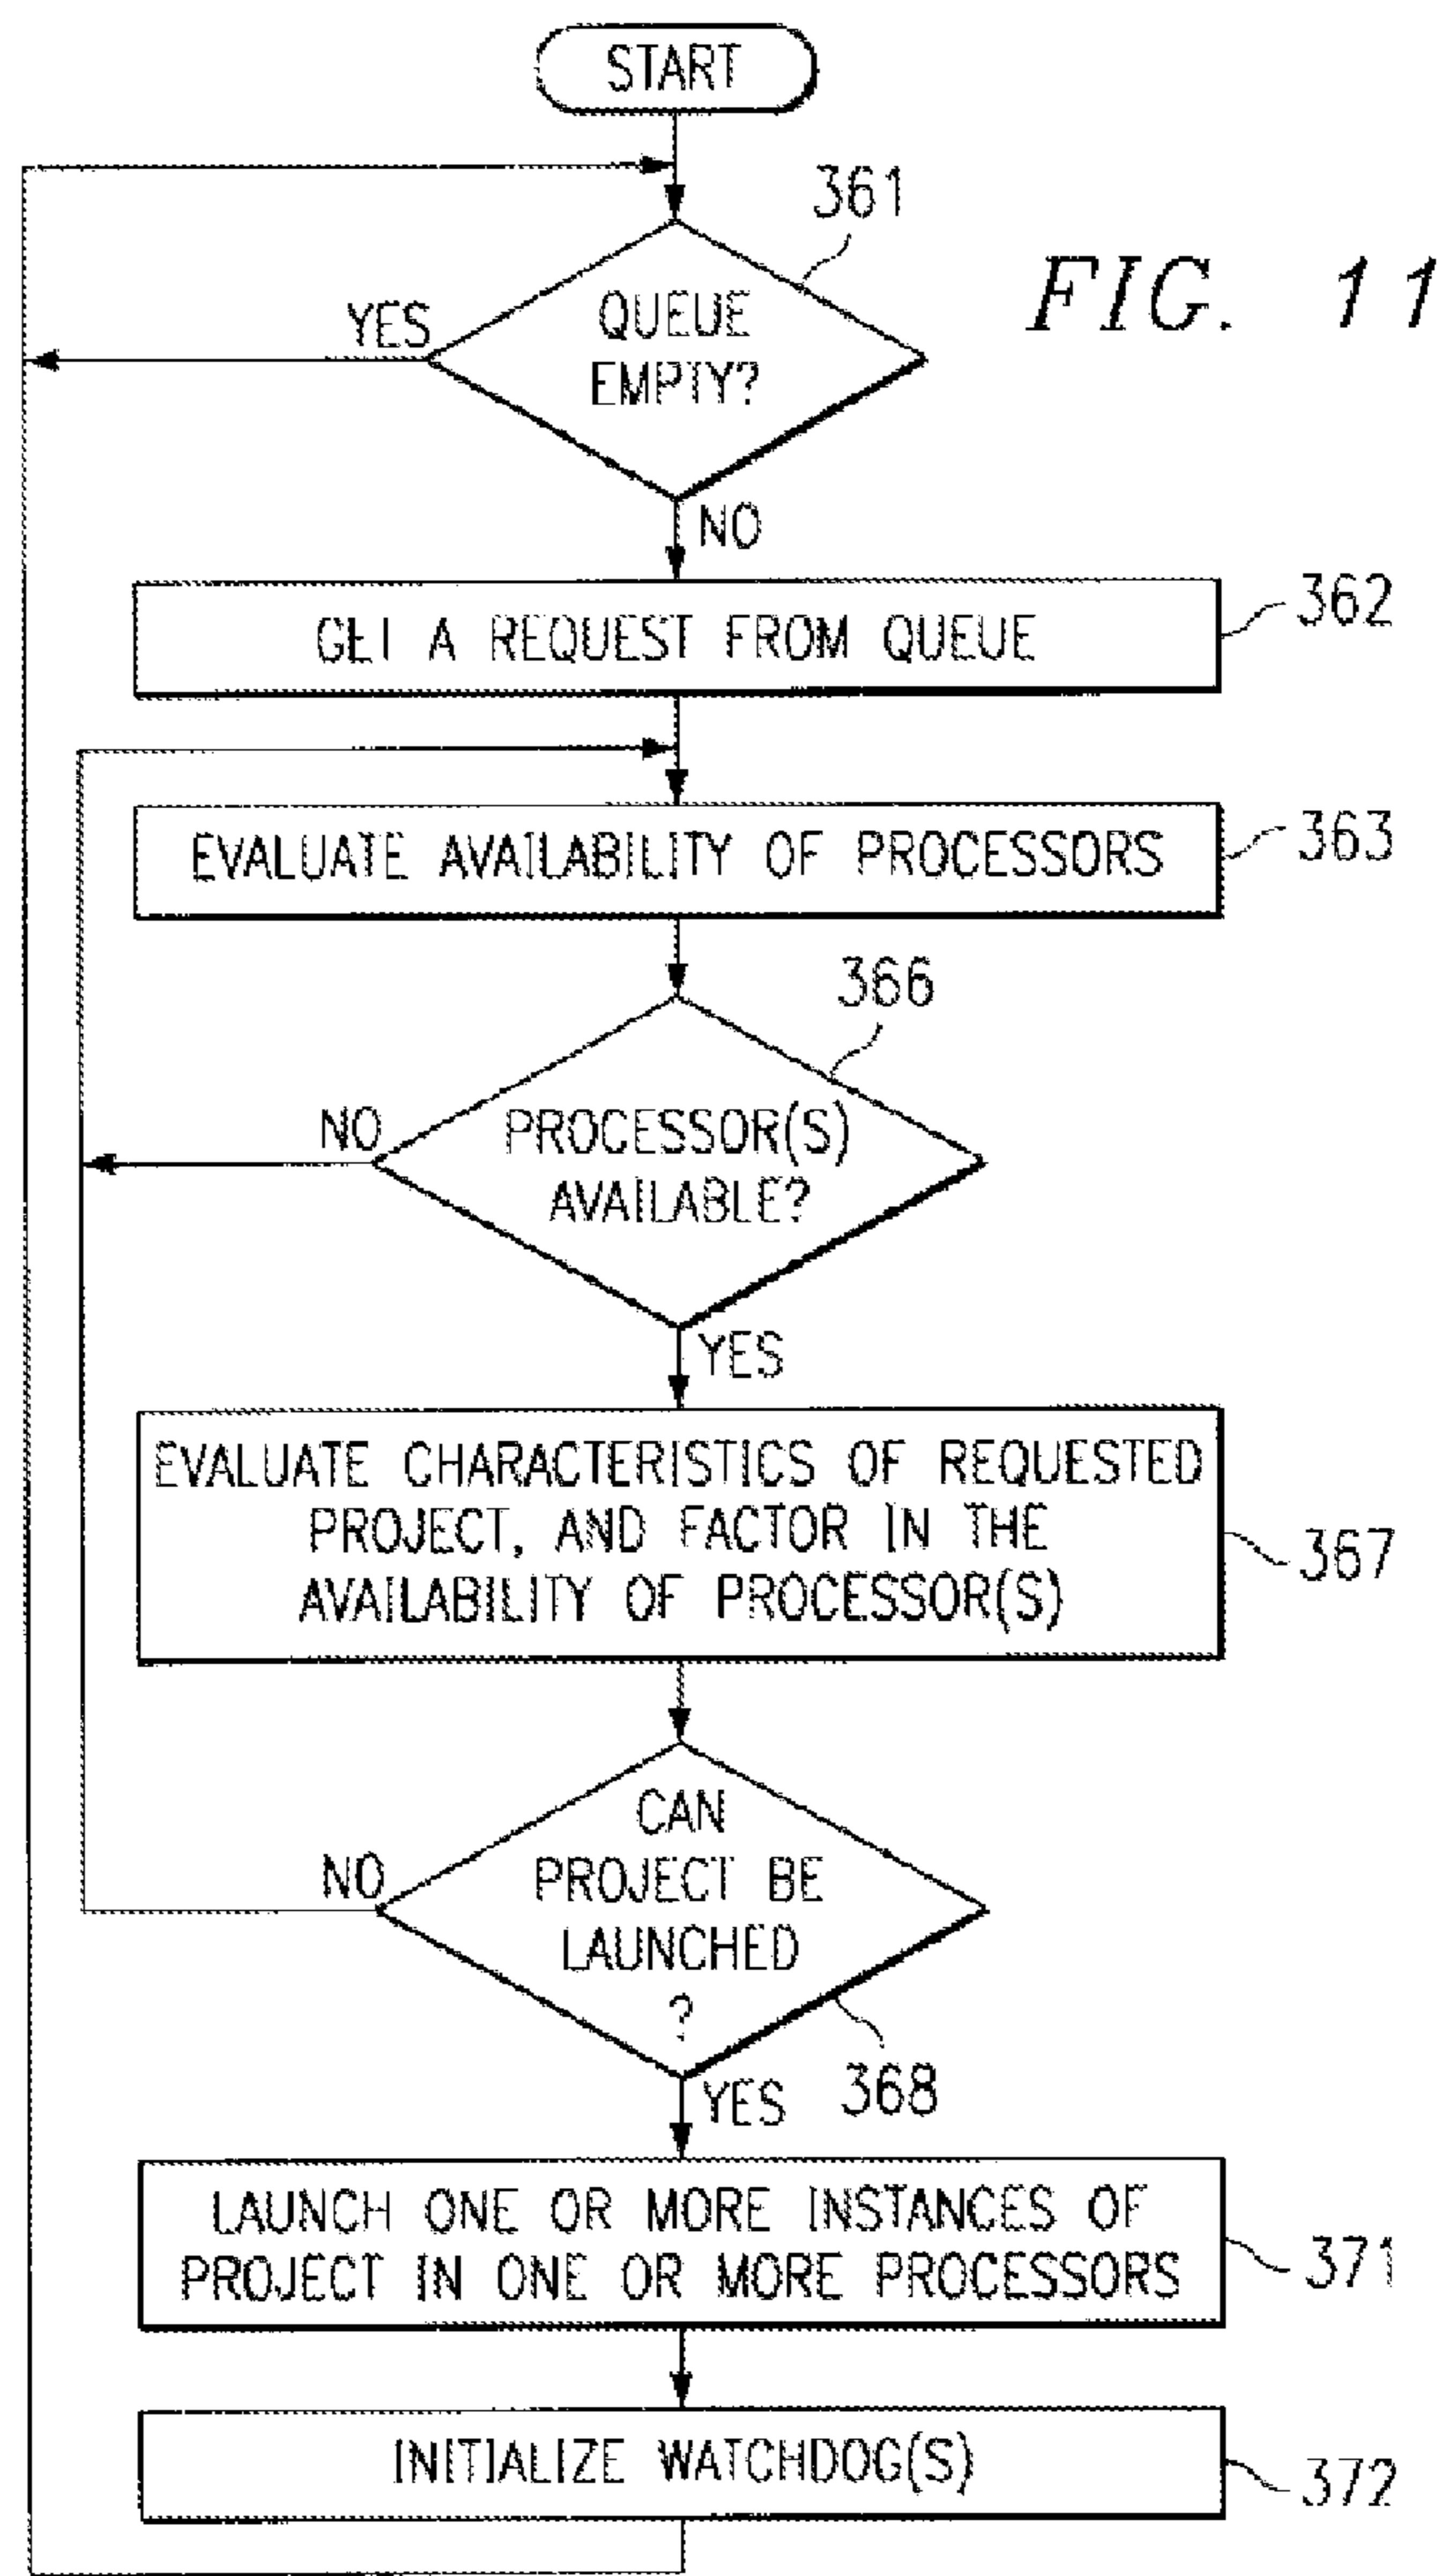 START
361
FIG. 11
YES
QUEUE
EMPTY?
NO
362
GET A REQUEST FROM QUEUE
363
EVALUATE AVAILABILITY OF PROCESSORS
366
NO
PROCESSOR(S)
AVAILABLE?
YES
EVALUATE CHARACTERISTICS OF REQUESTED
PROJECT, AND FACTOR IN THE
AVAILABILITY OF PROCESSOR(S)
367
CAN
NO
PROJECT BE
LAUNCHED
?
YES
368
LAUNCH ONE OR MORE INSTANCES OF
PROJECT IN ONE OR MORE PROCESSORS
371
INITIALIZE WATCHDOG(S)
372